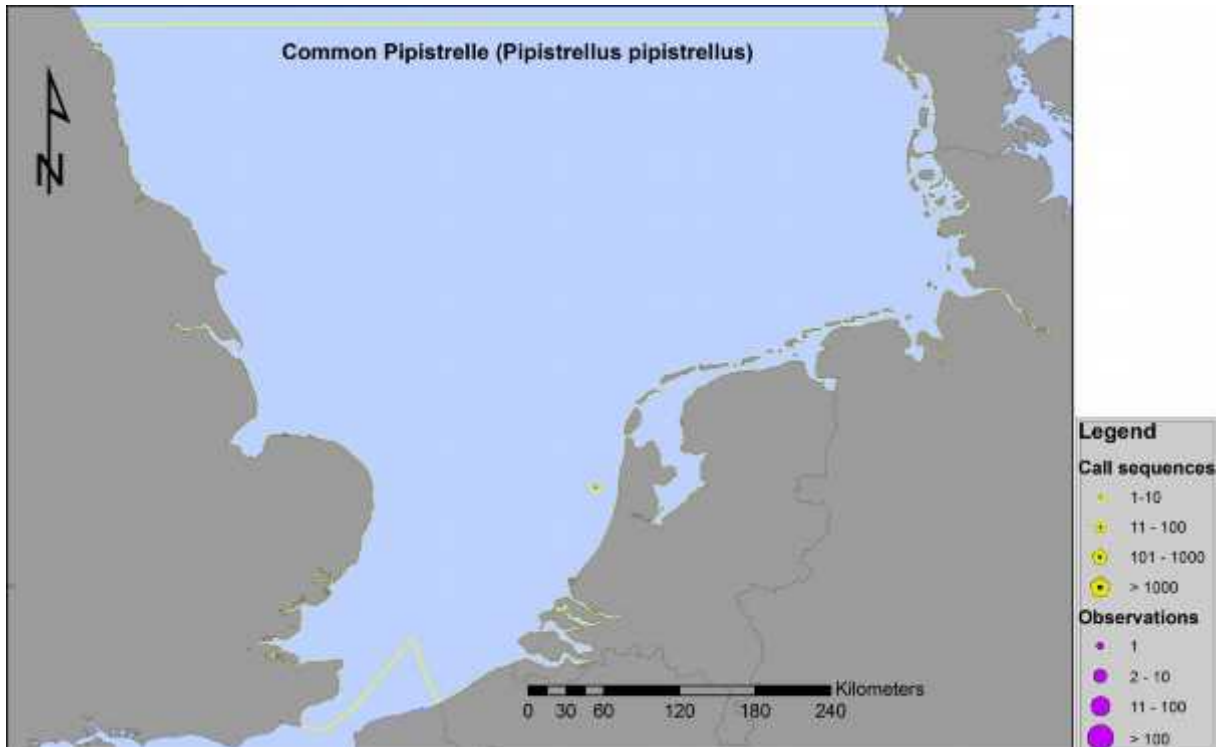 Common Pipistrelle (Pipistrellus pipistrellus)
N
Kilometers
0 30 60 120 180 240
Legend
Call sequences
1-10
11 - 100
101 - 1000
> 1000
Observations
1
2 - 10
11 - 100
> 100